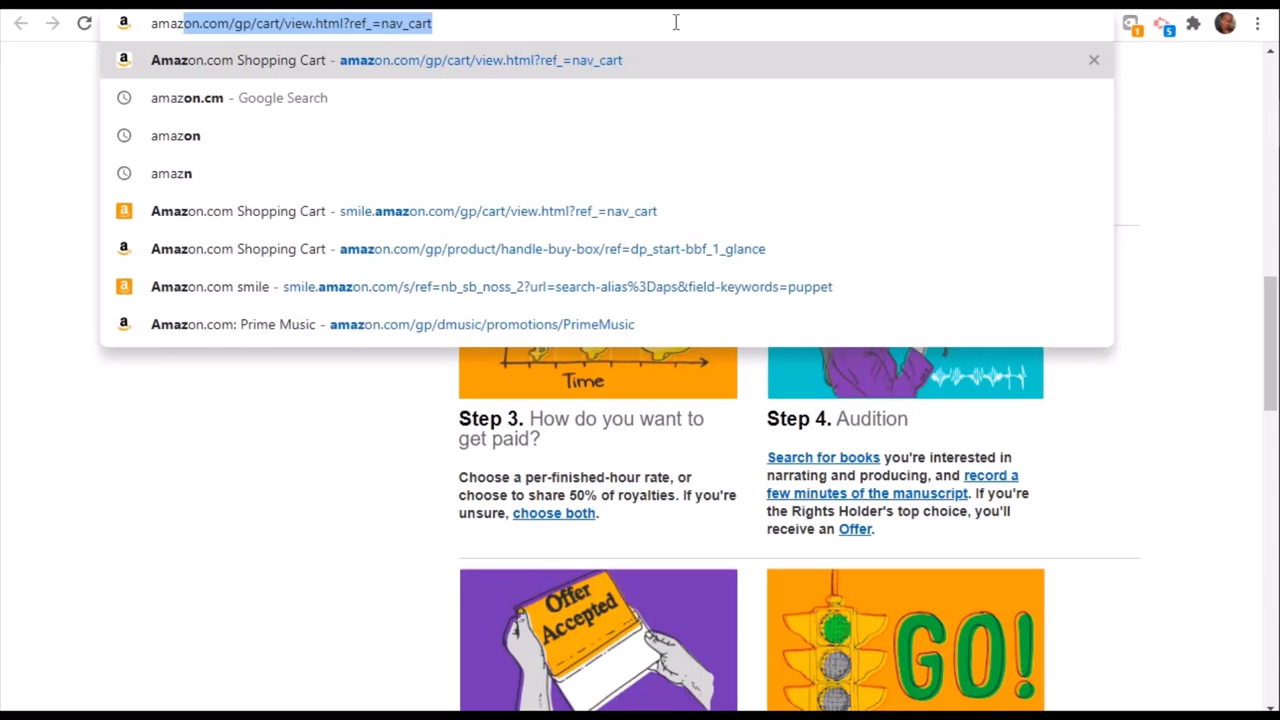 amazon.com/gp/cart/view.html?ref_=nav_cart
1
5
Amazon.com Shopping Cart - amazon.com/gp/cart/view.html?ref_=nav_cart
amazon.cm - Google Search
amazon
amazn
Amazon.com Shopping Cart - smile.amazon.com/gp/cart/view.html?ref_=nav_cart
Amazon.com Shopping Cart - amazon.com/gp/product/handle-buy-box/ref=dp_start-bbf_1_glance
Amazon.com smile - smile.amazon.com/s/ref=nb_sb_noss_2?url=search-alias%3Daps&field-keywords=puppet
Amazon.com: Prime Music - amazon.com/gp/dmusic/promotions/PrimeMusic
Time
Step 3. How do you want to
get paid?
Choose a per-finished-hour rate, or
choose to share 50% of royalties. If you're
unsure, choose both.
Step 4. Audition
Search for books you're interested in
narrating and producing, and record a
few minutes of the manuscript. If you're
the Rights Holder's top choice, you'll
receive an Offer.
Offer
Accepted
GO!